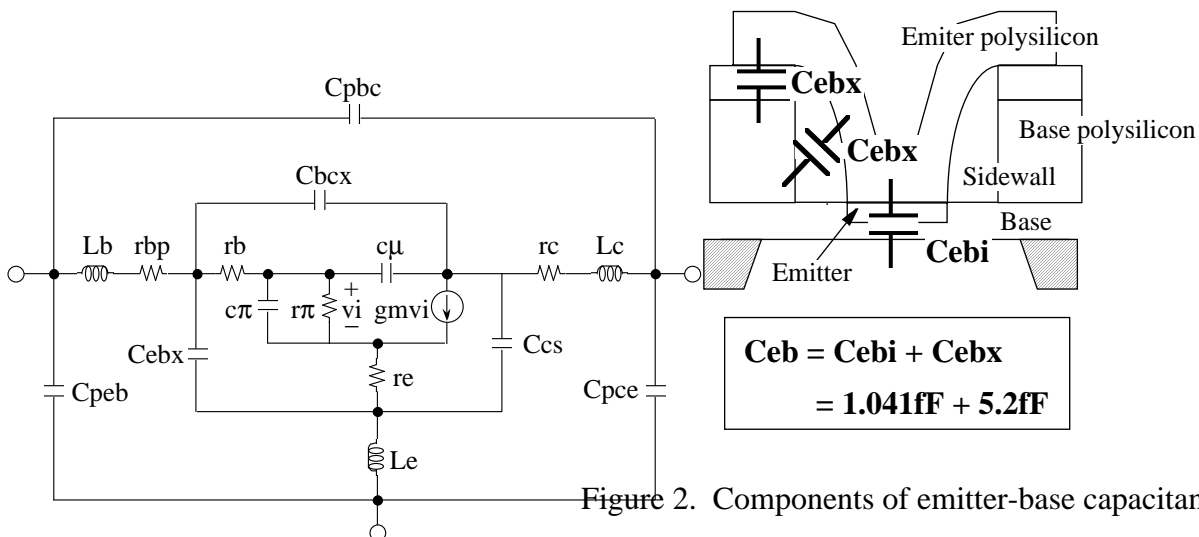 Cpbc
Cbcx
Lb
rbp
rb
cμ
rc
Lc
cπ
rπ
+
vi
−
gmvi
Cebx
Ccs
Cpeb
re
Cpce
Le
Emiter polysilicon
Cebx
Base polysilicon
Cebx
Sidewall
Base
Cebi
Emitter
Ceb = Cebi + Cebx
= 1.041fF + 5.2fF
Figure 2. Components of emitter-base capacitan